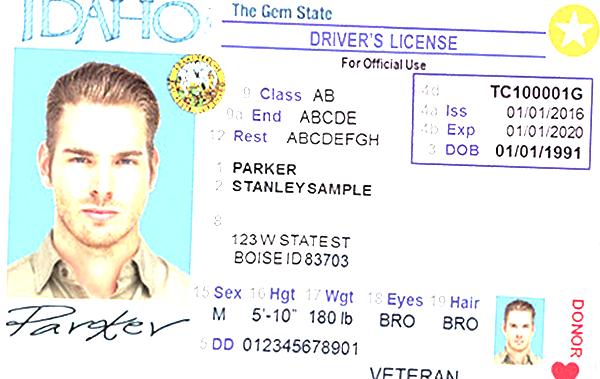 IDAHO
The Gem State
DRIVER'S LICENSE
For Official Use
9 Class AB
9a End ABCDE
12 Rest ABCDEFGH
4d TC100001G
4a Iss 01/01/2016
4b Exp 01/01/2020
3 DOB 01/01/1991
1 PARKER
2 STANLEY SAMPLE
8
123 W STATE ST
BOISE ID 83703
15 Sex 16 Hgt 17 Wgt 18 Eyes 19 Hair
M 5'-10" 180 lb BRO BRO
5 DD 012345678901
VETERAN
DONOR
Parker